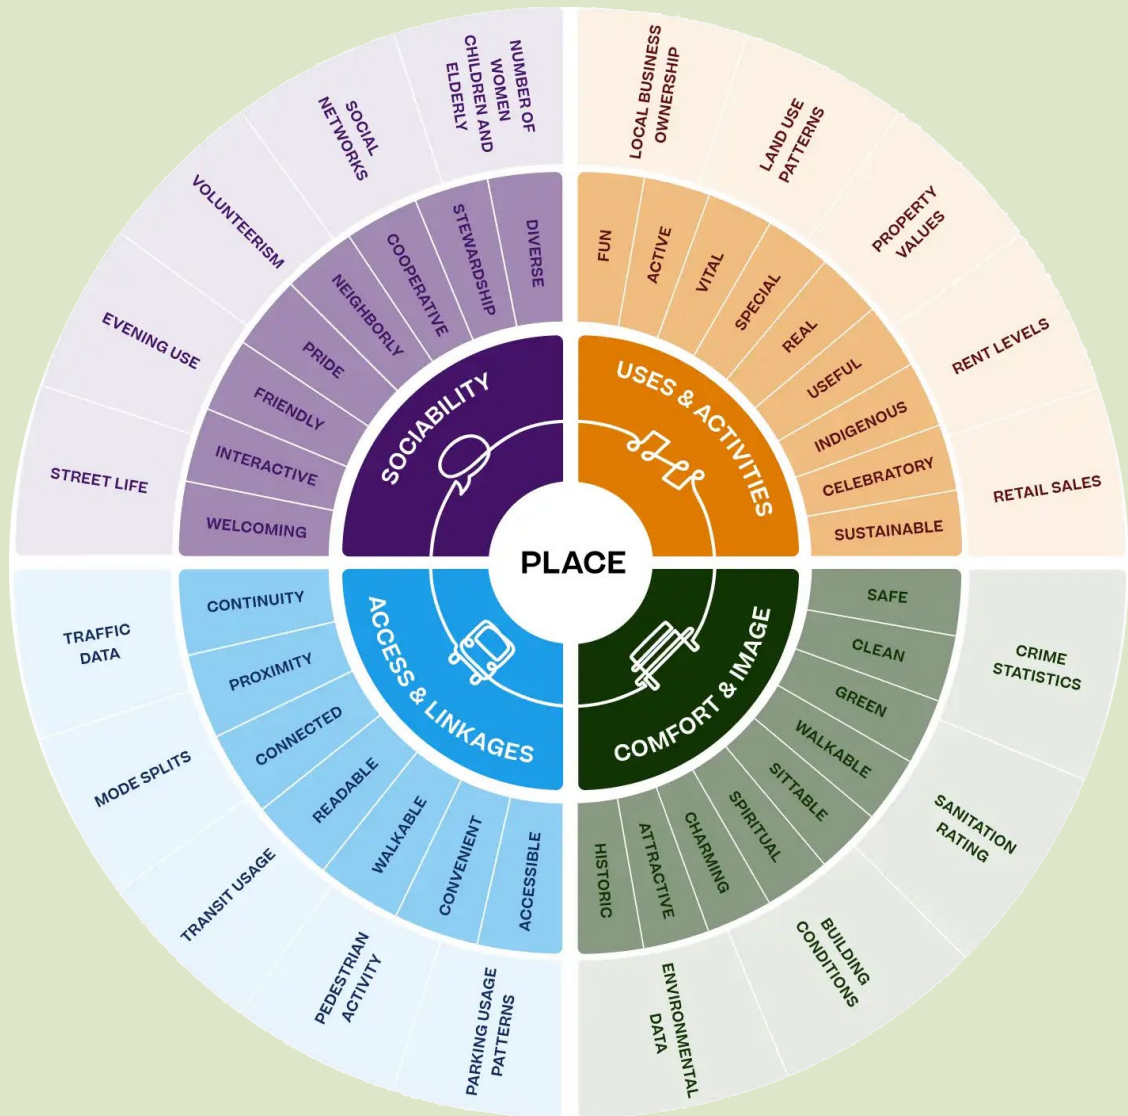 PLACE
SOCIABILITY
USES & ACTIVITIES
COMFORT & IMAGE
ACCESS & LINKAGES
DIVERSE
STEWARDSHIP
COOPERATIVE
NEIGHBORLY
PRIDE
FRIENDLY
INTERACTIVE
WELCOMING
NUMBER OF
WOMEN
CHILDREN AND
ELDERLY
SOCIAL
NETWORKS
VOLUNTEERISM
EVENING USE
STREET LIFE
FUN
ACTIVE
VITAL
SPECIAL
REAL
USEFUL
INDIGENOUS
CELEBRATORY
SUSTAINABLE
LOCAL BUSINESS
OWNERSHIP
LAND USE
PATTERNS
PROPERTY
VALUES
RENT LEVELS
RETAIL SALES
SAFE
CLEAN
GREEN
WALKABLE
SITTABLE
SPIRITUAL
CHARMING
ATTRACTIVE
HISTORIC
CRIME
STATISTICS
SANITATION
RATING
BUILDING
CONDITIONS
ENVIRONMENTAL
DATA
CONTINUITY
PROXIMITY
CONNECTED
READABLE
WALKABLE
CONVENIENT
ACCESSIBLE
TRAFFIC
DATA
MODE SPLITS
TRANSIT USAGE
PEDESTRIAN
ACTIVITY
PARKING USAGE
PATTERNS